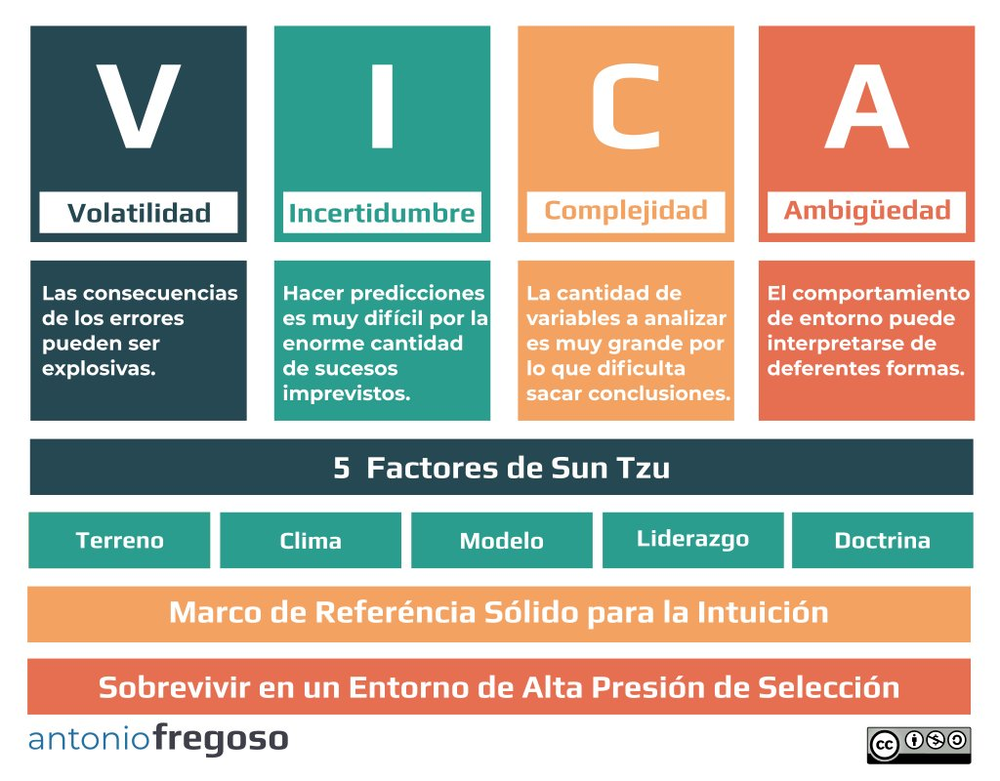 V
I
C
A
Volatilidad
Incertidumbre
Complejidad
Ambigüedad
Las consecuencias
de los errores
pueden ser
explosivas.
Hacer predicciones
es muy difícil por la
enorme cantidad
de sucesos
imprevistos.
La cantidad de
variables a analizar
es muy grande por
lo que dificulta
sacar conclusiones.
El comportamiento
de entorno puede
interpretarse de
deferentes formas.
5 Factores de Sun Tzu
Terreno
Clima
Modelo
Liderazgo
Doctrina
Marco de Referéncia Sólido para la Intuición
Sobrevivir en un Entorno de Alta Presión de Selección
antoniofregoso
cc